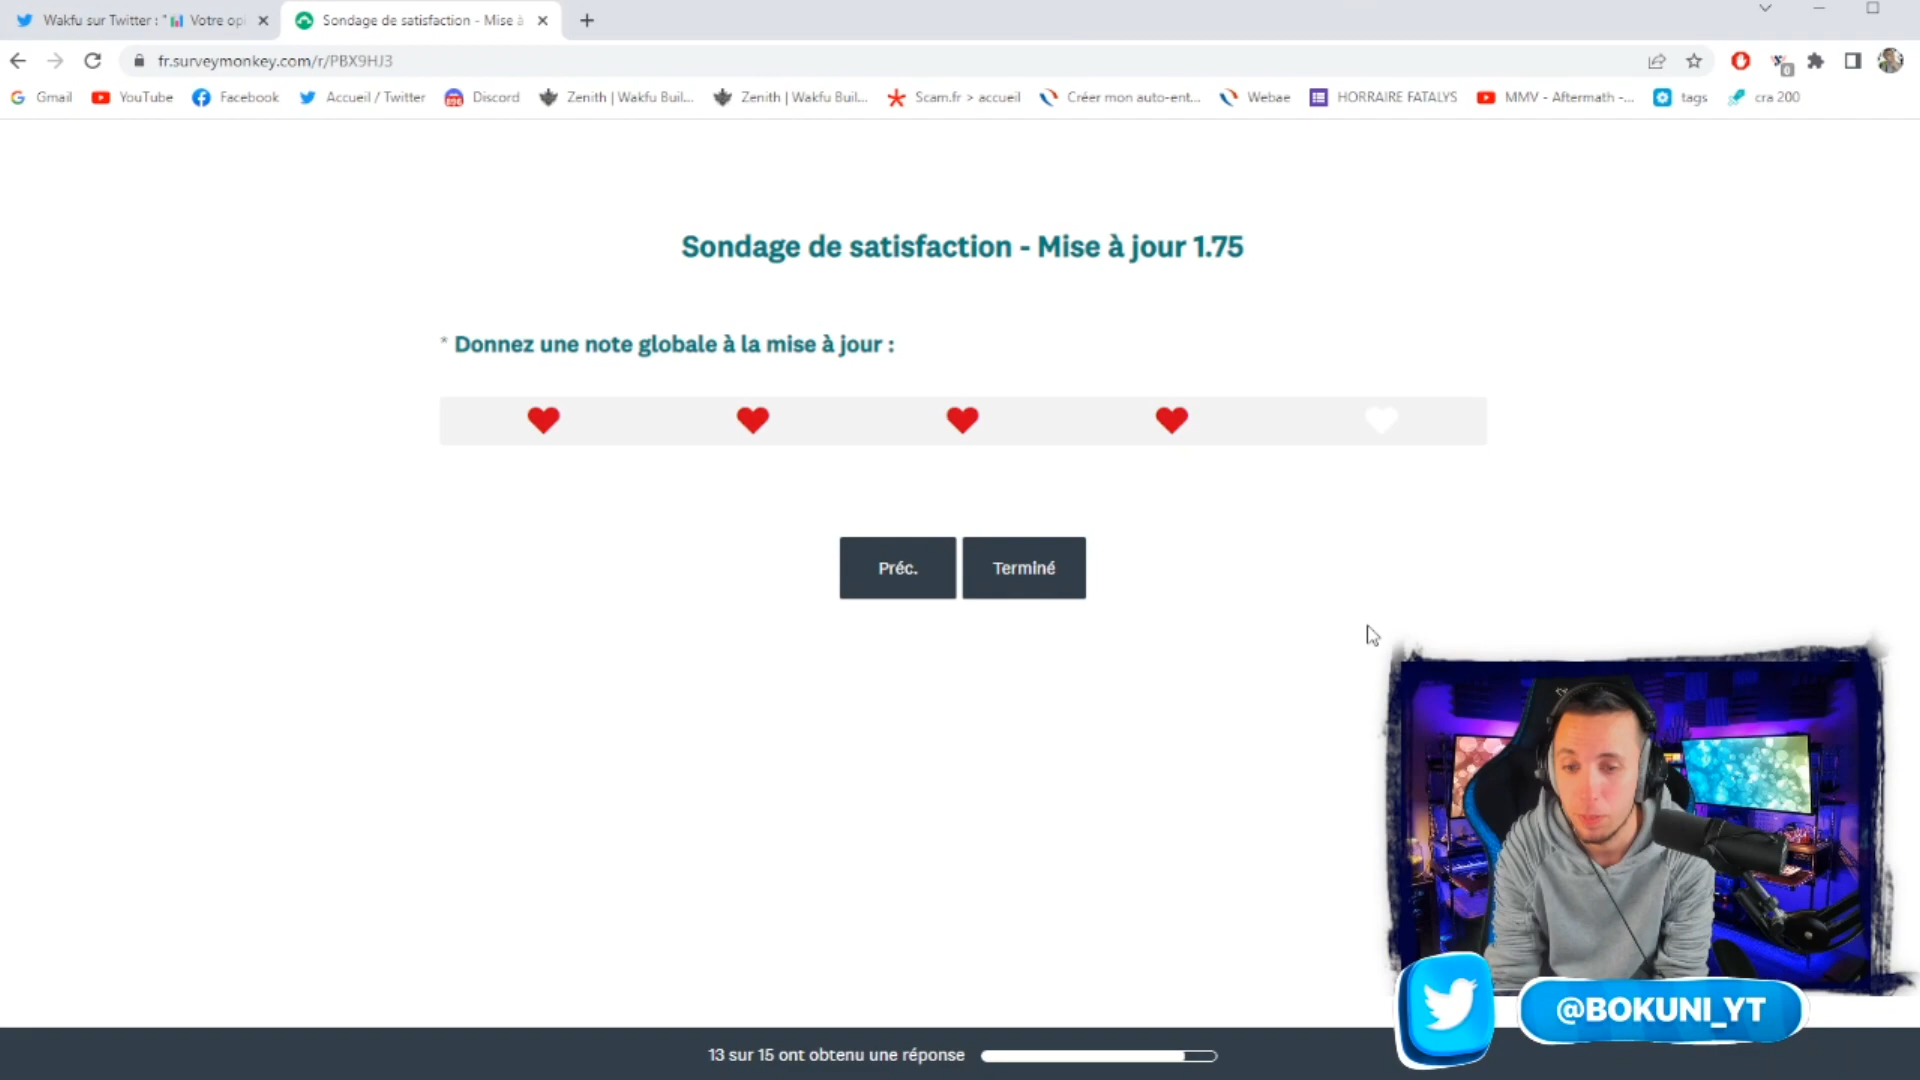 Wakfu sur Twitter : " Votre opi
Sondage de satisfaction - Mise à
fr.surveymonkey.com/r/PBX9HJ3
Gmail
YouTube
Facebook
Accueil / Twitter
Discord
Zenith | Wakfu Buil...
Zenith | Wakfu Buil...
Scam.fr > accueil
Créer mon auto-ent...
Webae
HORRAIRE FATALYS
MMV - Aftermath -...
tags
cra 200
Sondage de satisfaction - Mise à jour 1.75
* Donnez une note globale à la mise à jour :
Préc.
Terminé
@BOKUNI_YT
13 sur 15 ont obtenu une réponse